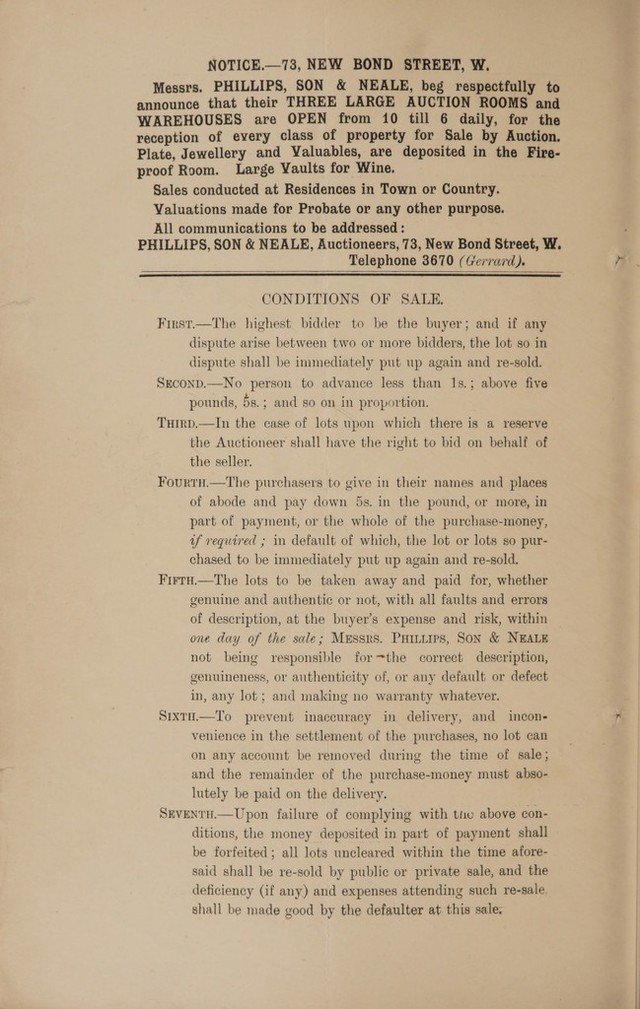 NOTICE.—73, NEW BOND STREET, W.
Messrs. PHILLIPS, SON & NEALE, beg respectfully to
announce that their THREE LARGE AUCTION ROOMS and
WAREHOUSES are OPEN from 10 till 6 daily, for the
reception of every class of property for Sale by Auction.
Plate, Jewellery and Valuables, are deposited in the Fire-
proof Room. Large Vaults for Wine.
Sales conducted at Residences in Town or Country.
Valuations made for Probate or any other purpose.
All communications to be addressed:
PHILLIPS, SON & NEALE, Auctioneers, 73, New Bond Street, W.
Telephone 3670 (Gerrard).
CONDITIONS OF SALE.
First.—The highest bidder to be the buyer; and if any
dispute arise between two or more bidders, the lot so in
dispute shall be immediately put up again and re-sold.
Second.—No person to advance less than 1s.; above five
pounds, 5s.; and so on in proportion.
Third.—In the case of lots upon which there is a reserve
the Auctioneer shall have the right to bid on behalf of
the seller.
Fourth.—The purchasers to give in their names and places
of abode and pay down 5s. in the pound, or more, in
part of payment, or the whole of the purchase-money,
if required; in default of which, the lot or lots so pur-
chased to be immediately put up again and re-sold.
Fifth.—The lots to be taken away and paid for, whether
genuine and authentic or not, with all faults and errors
of description, at the buyer's expense and risk, within
one day of the sale; Messrs. Phillips, Son & Neale
not being responsible for the correct description,
genuineness, or authenticity of, or any default or defect
in, any lot; and making no warranty whatever.
Sixth.—To prevent inaccuracy in delivery, and incon-
venience in the settlement of the purchases, no lot can
on any account be removed during the time of sale;
and the remainder of the purchase-money must abso-
lutely be paid on the delivery.
Seventh.—Upon failure of complying with the above con-
ditions, the money deposited in part of payment shall
be forfeited; all lots uncleared within the time afore-
said shall be re-sold by public or private sale, and the
deficiency (if any) and expenses attending such re-sale
shall be made good by the defaulter at this sale.